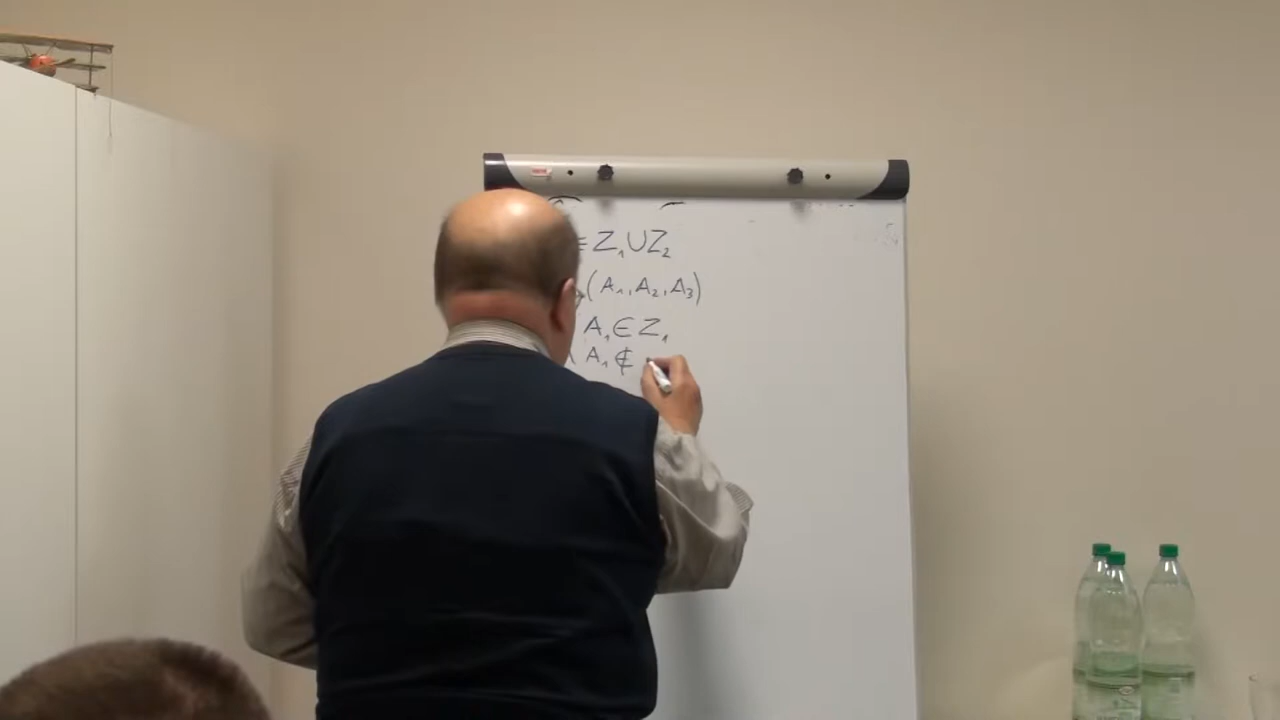 ∈ Z₁∪Z₂
(A₁,A₂,A₃)
A₁∈Z₁
∧ A₁∉